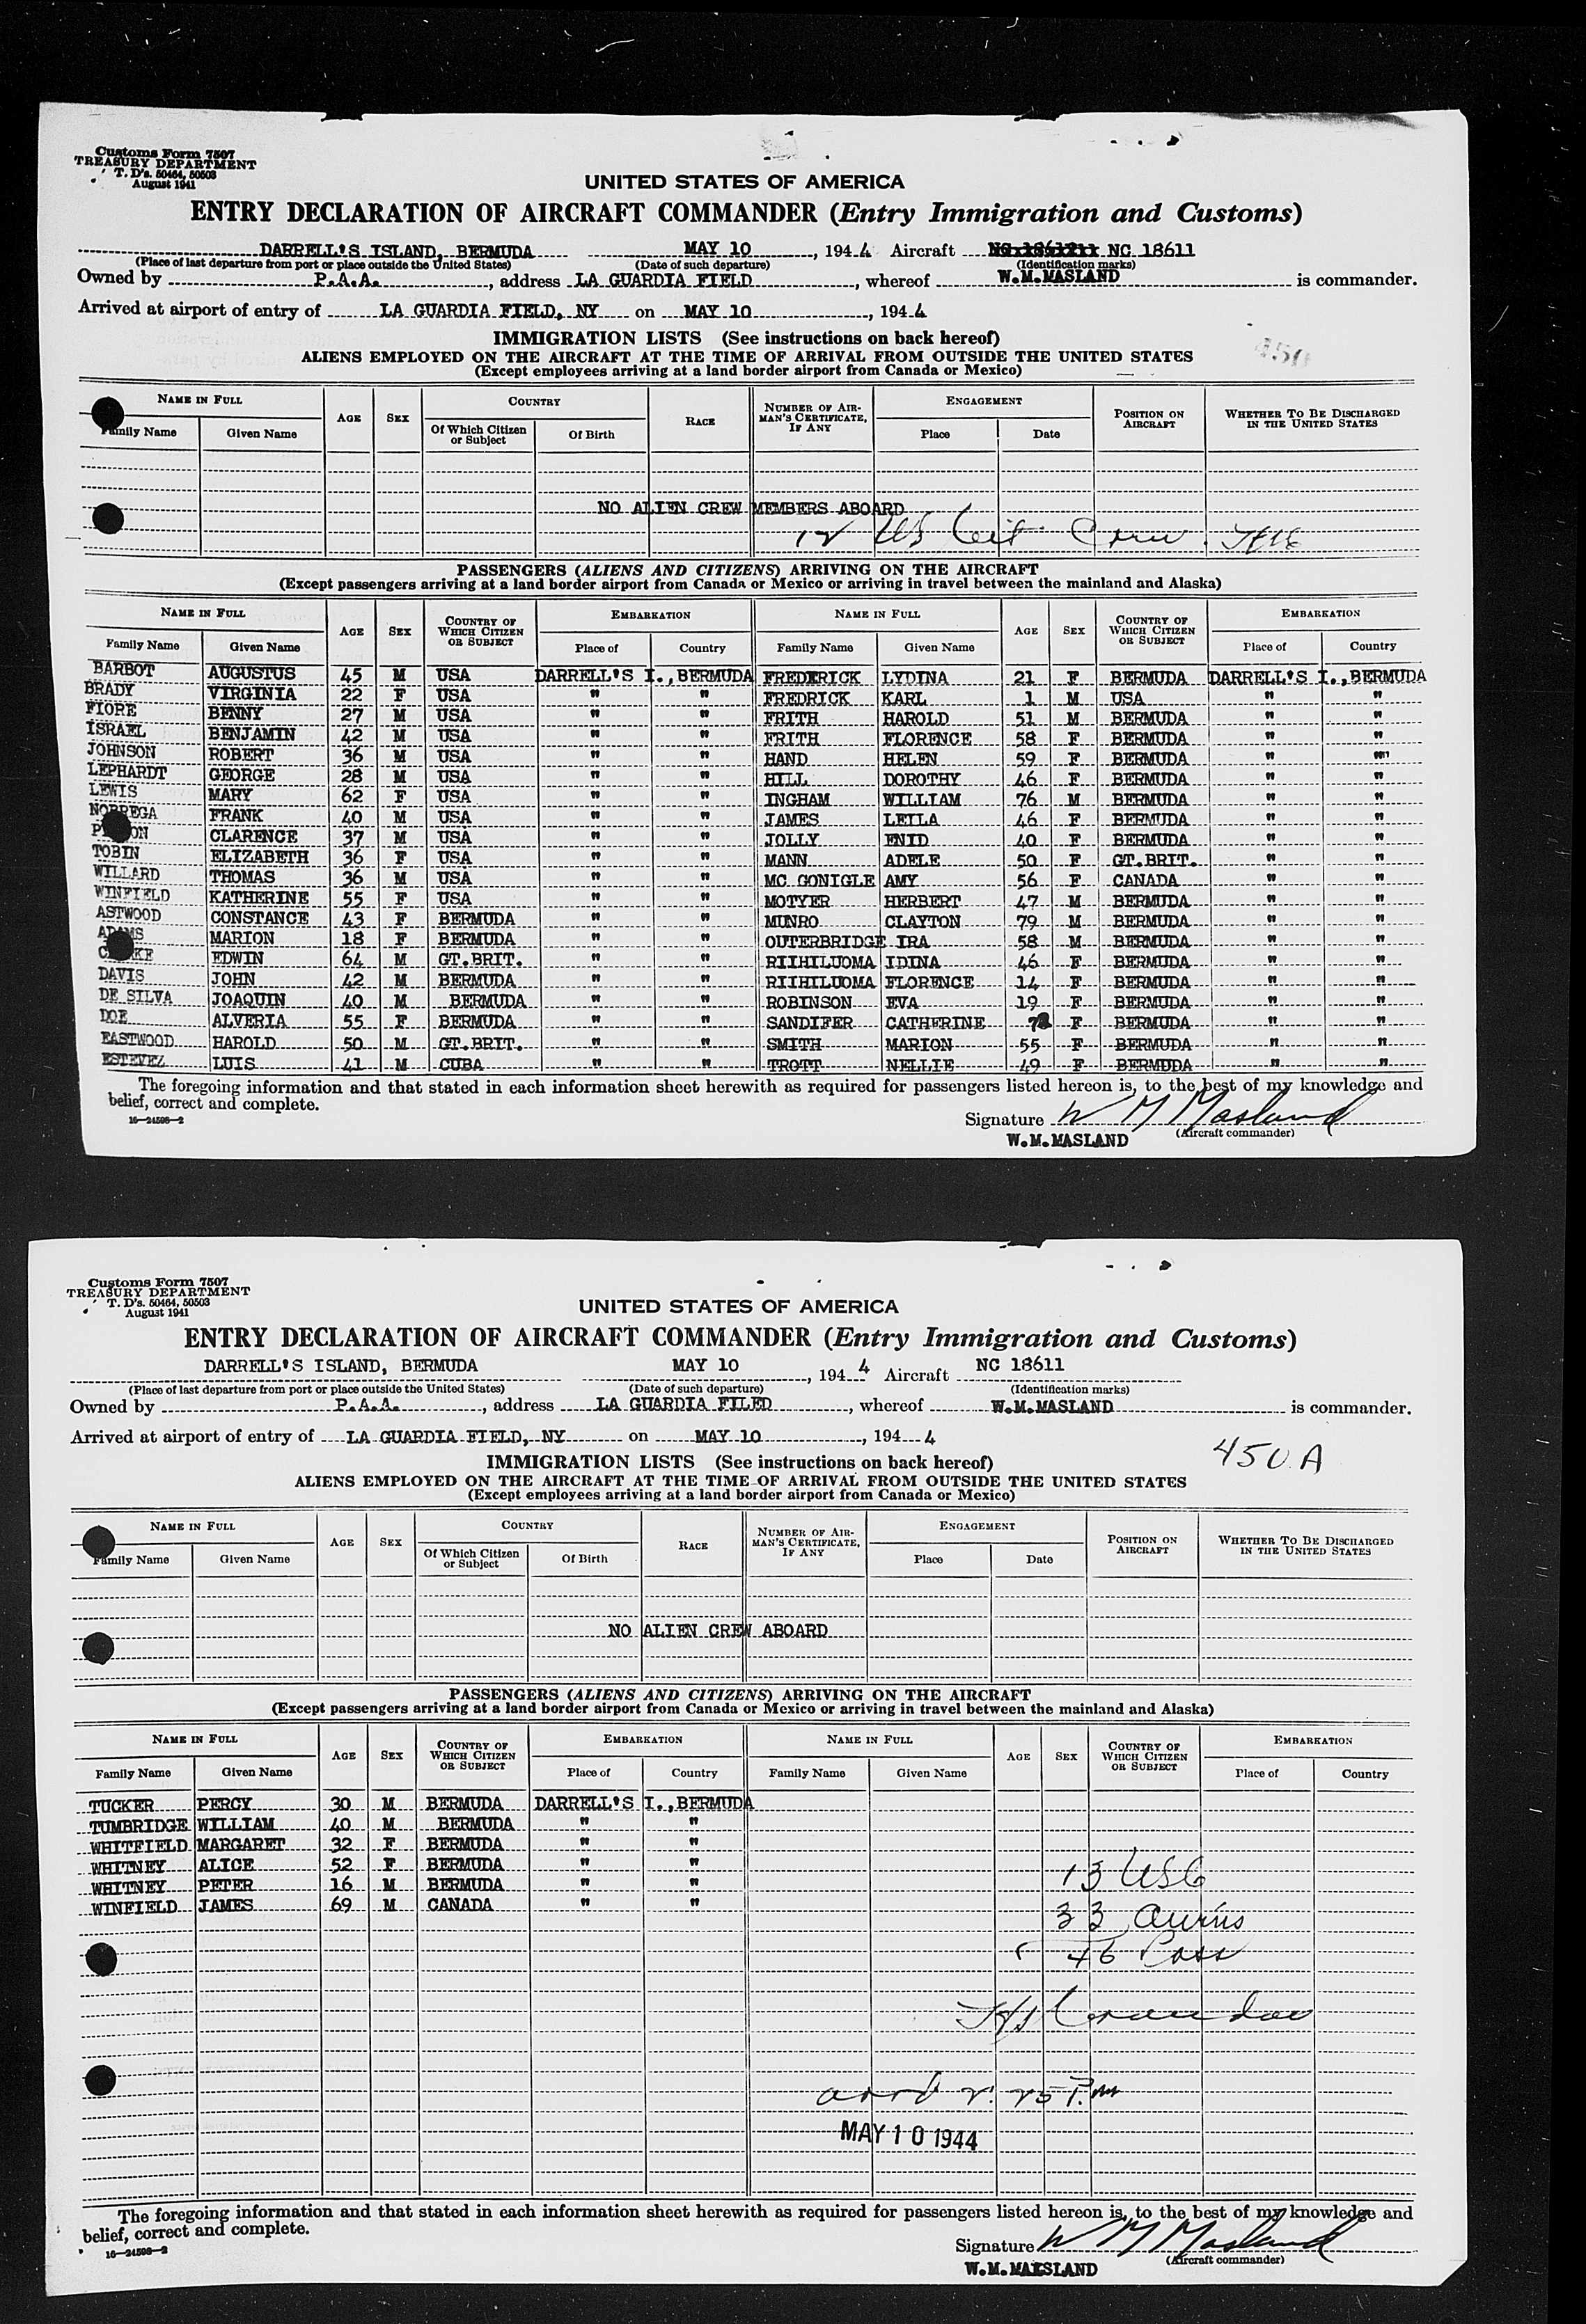 Customs Form 7507
TREASURY DEPARTMENT
T. D's. 50464, 50503
August 1941
UNITED STATES OF AMERICA
ENTRY DECLARATION OF AIRCRAFT COMMANDER (Entry Immigration and Customs)
DARRELL'S ISLAND, BERMUDA MAY 10, 1944 Aircraft NC 18611
(Place of last departure from port or place outside the United States) (Date of such departure) (Identification marks)
Owned by P.A.A., address LA GUARDIA FIELD, whereof W.M.MASLAND is commander.
Arrived at airport of entry of LA GUARDIA FIELD, NY on MAY 10, 1944
IMMIGRATION LISTS (See instructions on back hereof)
450
ALIENS EMPLOYED ON THE AIRCRAFT AT THE TIME OF ARRIVAL FROM OUTSIDE THE UNITED STATES
(Except employees arriving at a land border airport from Canada or Mexico)
NAME IN FULL AGE SEX COUNTRY RACE NUMBER OF AIRMAN'S CERTIFICATE, IF ANY ENGAGEMENT POSITION ON AIRCRAFT WHETHER TO BE DISCHARGED IN THE UNITED STATES
Family Name Given Name Of Which Citizen or Subject Of Birth Place Date
NO ALIEN CREW MEMBERS ABOARD
12 US Cit Crew.
PASSENGERS (ALIENS AND CITIZENS) ARRIVING ON THE AIRCRAFT
(Except passengers arriving at a land border airport from Canada or Mexico or arriving in travel between the mainland and Alaska)
NAME IN FULL AGE SEX COUNTRY OF WHICH CITIZEN OR SUBJECT EMBARKATION NAME IN FULL AGE SEX COUNTRY OF WHICH CITIZEN OR SUBJECT EMBARKATION
Family Name Given Name Place of Country Family Name Given Name Place of Country
BARBOT AUGUSTUS 45 M USA DARRELL'S I., BERMUDA FREDERICK LYDINA 21 F BERMUDA DARRELL'S I., BERMUDA
BRADY VIRGINIA 22 F USA " " FREDRICK KARL 1 M USA " "
FIORE BENNY 27 M USA " " FRITH HAROLD 51 M BERMUDA " "
ISRAEL BENJAMIN 42 M USA " " FRITH FLORENCE 58 F BERMUDA " "
JOHNSON ROBERT 36 M USA " " HAND HELEN 59 F BERMUDA " "
LEPHARDT GEORGE 28 M USA " " HILL DOROTHY 46 F BERMUDA " "
LEWIS MARY 62 F USA " " INGHAM WILLIAM 76 M BERMUDA " "
NORREGA FRANK 40 M USA " " JAMES LEILA 46 F BERMUDA " "
CLARENCE 37 M USA " " JOLLY ENID 40 F BERMUDA " "
TOBIN ELIZABETH 36 F USA " " MANN ADELE 50 F GT.BRIT. " "
WILLARD THOMAS 36 M USA " " MC GONIGLE AMY 56 F CANADA " "
WINFIELD KATHERINE 55 F USA " " MOTYER HERBERT 47 M BERMUDA " "
ASTWOOD CONSTANCE 43 F BERMUDA " " MUNRO CLAYTON 79 M BERMUDA " "
ADAMS MARION 18 F BERMUDA " " OUTERBRIDGE IRA 58 M BERMUDA " "
EDWIN 64 M GT.BRIT. " " RIIHILUOMA IDINA 46 F BERMUDA " "
DAVIS JOHN 42 M BERMUDA " " RIIHILUOMA FLORENCE 14 F BERMUDA " "
DE SILVA JOAQUIN 40 M BERMUDA " " ROBINSON EVA 19 F BERMUDA " "
DOE ALVERIA 55 F BERMUDA " " SANDIFER CATHERINE F BERMUDA " "
EASTWOOD HAROLD 50 M GT.BRIT. " " SMITH MARION 55 F BERMUDA " "
ESTEVEZ LUIS 41 M CUBA " " TROTT NELLIE 49 F BERMUDA " "
The foregoing information and that stated in each information sheet herewith as required for passengers listed hereon is, to the best of my knowledge and
belief, correct and complete.
16—24598—2
Signature W M Masland
W.M.MASLAND (Aircraft commander)
Customs Form 7507
TREASURY DEPARTMENT
T. D's. 50464, 50503
August 1941
UNITED STATES OF AMERICA
ENTRY DECLARATION OF AIRCRAFT COMMANDER (Entry Immigration and Customs)
DARRELL'S ISLAND, BERMUDA MAY 10, 1944 Aircraft NC 18611
(Place of last departure from port or place outside the United States) (Date of such departure) (Identification marks)
Owned by P.A.A., address LA GUARDIA FILED, whereof W.M.MASLAND is commander.
Arrived at airport of entry of LA GUARDIA FIELD, NY on MAY 10, 1944
450 A
IMMIGRATION LISTS (See instructions on back hereof)
ALIENS EMPLOYED ON THE AIRCRAFT AT THE TIME OF ARRIVAL FROM OUTSIDE THE UNITED STATES
(Except employees arriving at a land border airport from Canada or Mexico)
NAME IN FULL AGE SEX COUNTRY RACE NUMBER OF AIRMAN'S CERTIFICATE, IF ANY ENGAGEMENT POSITION ON AIRCRAFT WHETHER TO BE DISCHARGED IN THE UNITED STATES
Family Name Given Name Of Which Citizen or Subject Of Birth Place Date
NO ALIEN CREW ABOARD
PASSENGERS (ALIENS AND CITIZENS) ARRIVING ON THE AIRCRAFT
(Except passengers arriving at a land border airport from Canada or Mexico or arriving in travel between the mainland and Alaska)
NAME IN FULL AGE SEX COUNTRY OF WHICH CITIZEN OR SUBJECT EMBARKATION NAME IN FULL AGE SEX COUNTRY OF WHICH CITIZEN OR SUBJECT EMBARKATION
Family Name Given Name Place of Country Family Name Given Name Place of Country
TUCKER PERCY 30 M BERMUDA DARRELL'S I., BERMUDA
TUMBRIDGE WILLIAM 40 M BERMUDA " "
WHITFIELD MARGARET 32 F BERMUDA " "
WHITNEY ALICE 52 F BERMUDA " "
WHITNEY PETER 16 M BERMUDA " "
WINFIELD JAMES 69 M CANADA " "
13 USC
33 Aliens
46 Pass
arrd 2.25 P.m
MAY 10 1944
The foregoing information and that stated in each information sheet herewith as required for passengers listed hereon is, to the best of my knowledge and
belief, correct and complete.
16—24598—2
Signature W M Masland
W.M.MAESLAND (Aircraft commander)